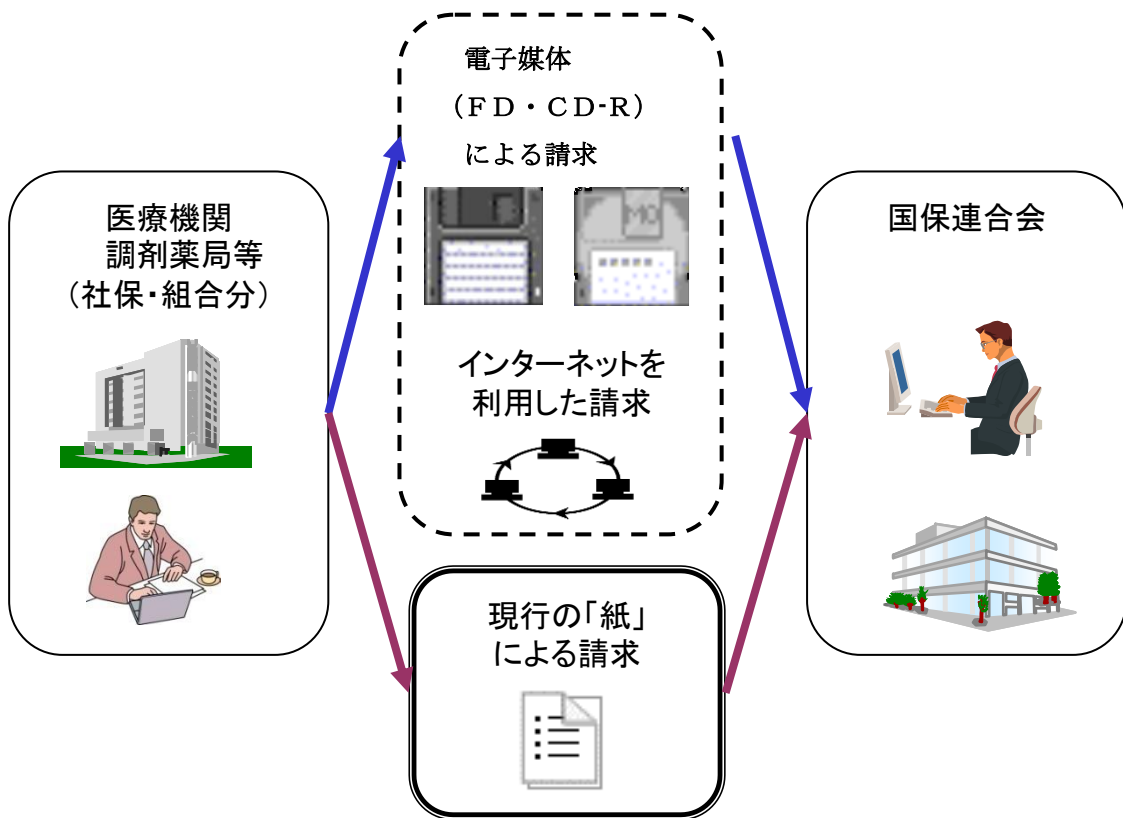 医療機関
調剤薬局等
（社保・組合分）
電子媒体
（ＦＤ・ＣＤ-Ｒ）
による請求
MO
インターネットを
利用した請求
現行の「紙」
による請求
国保連合会